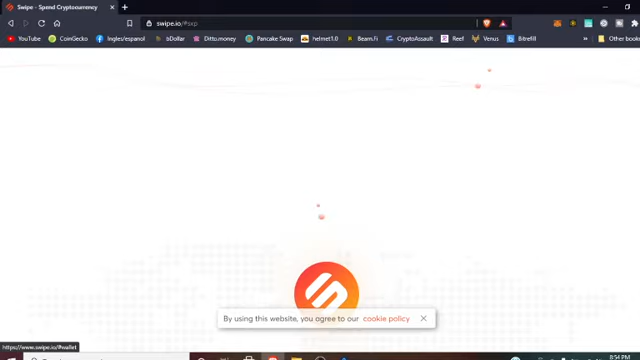 Swipe - Spend Cryptocurrency
swipe.io/#sxp
YouTube CoinGecko Ingles/espanol bDollar Ditto.money Pancake Swap helmet1.0 Beam.fi CryptoAssault Reef Venus Bitrefill » Other book
By using this website, you agree to our cookie policy
https://www.swipe.io/#wallet
8:54 PM